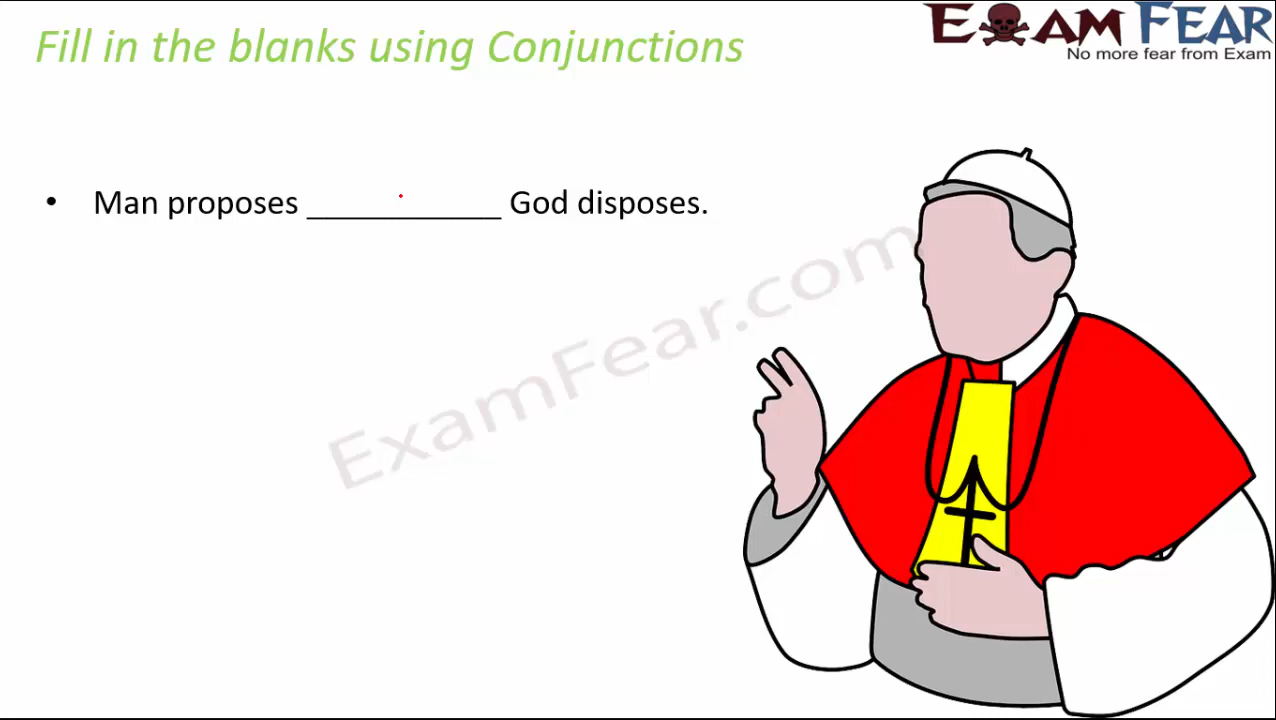 Fill in the blanks using Conjunctions
EXAM FEAR
No more fear from Exam
• Man proposes ___________ God disposes.
ExamFear.com